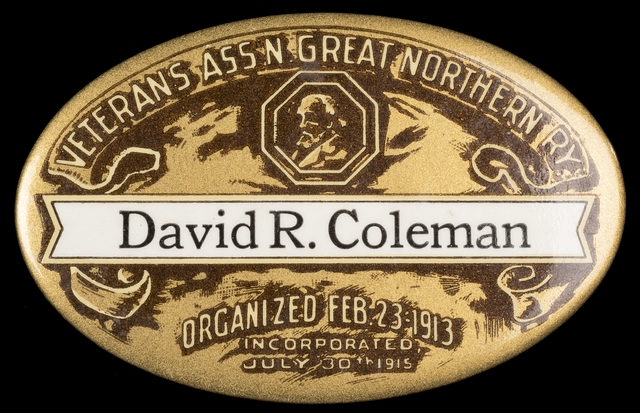 VETERANS ASS'N GREAT NORTHERN RY.
David R. Coleman
ORGANIZED FEB. 23-1913
INCORPORATED
JULY 30th 1915